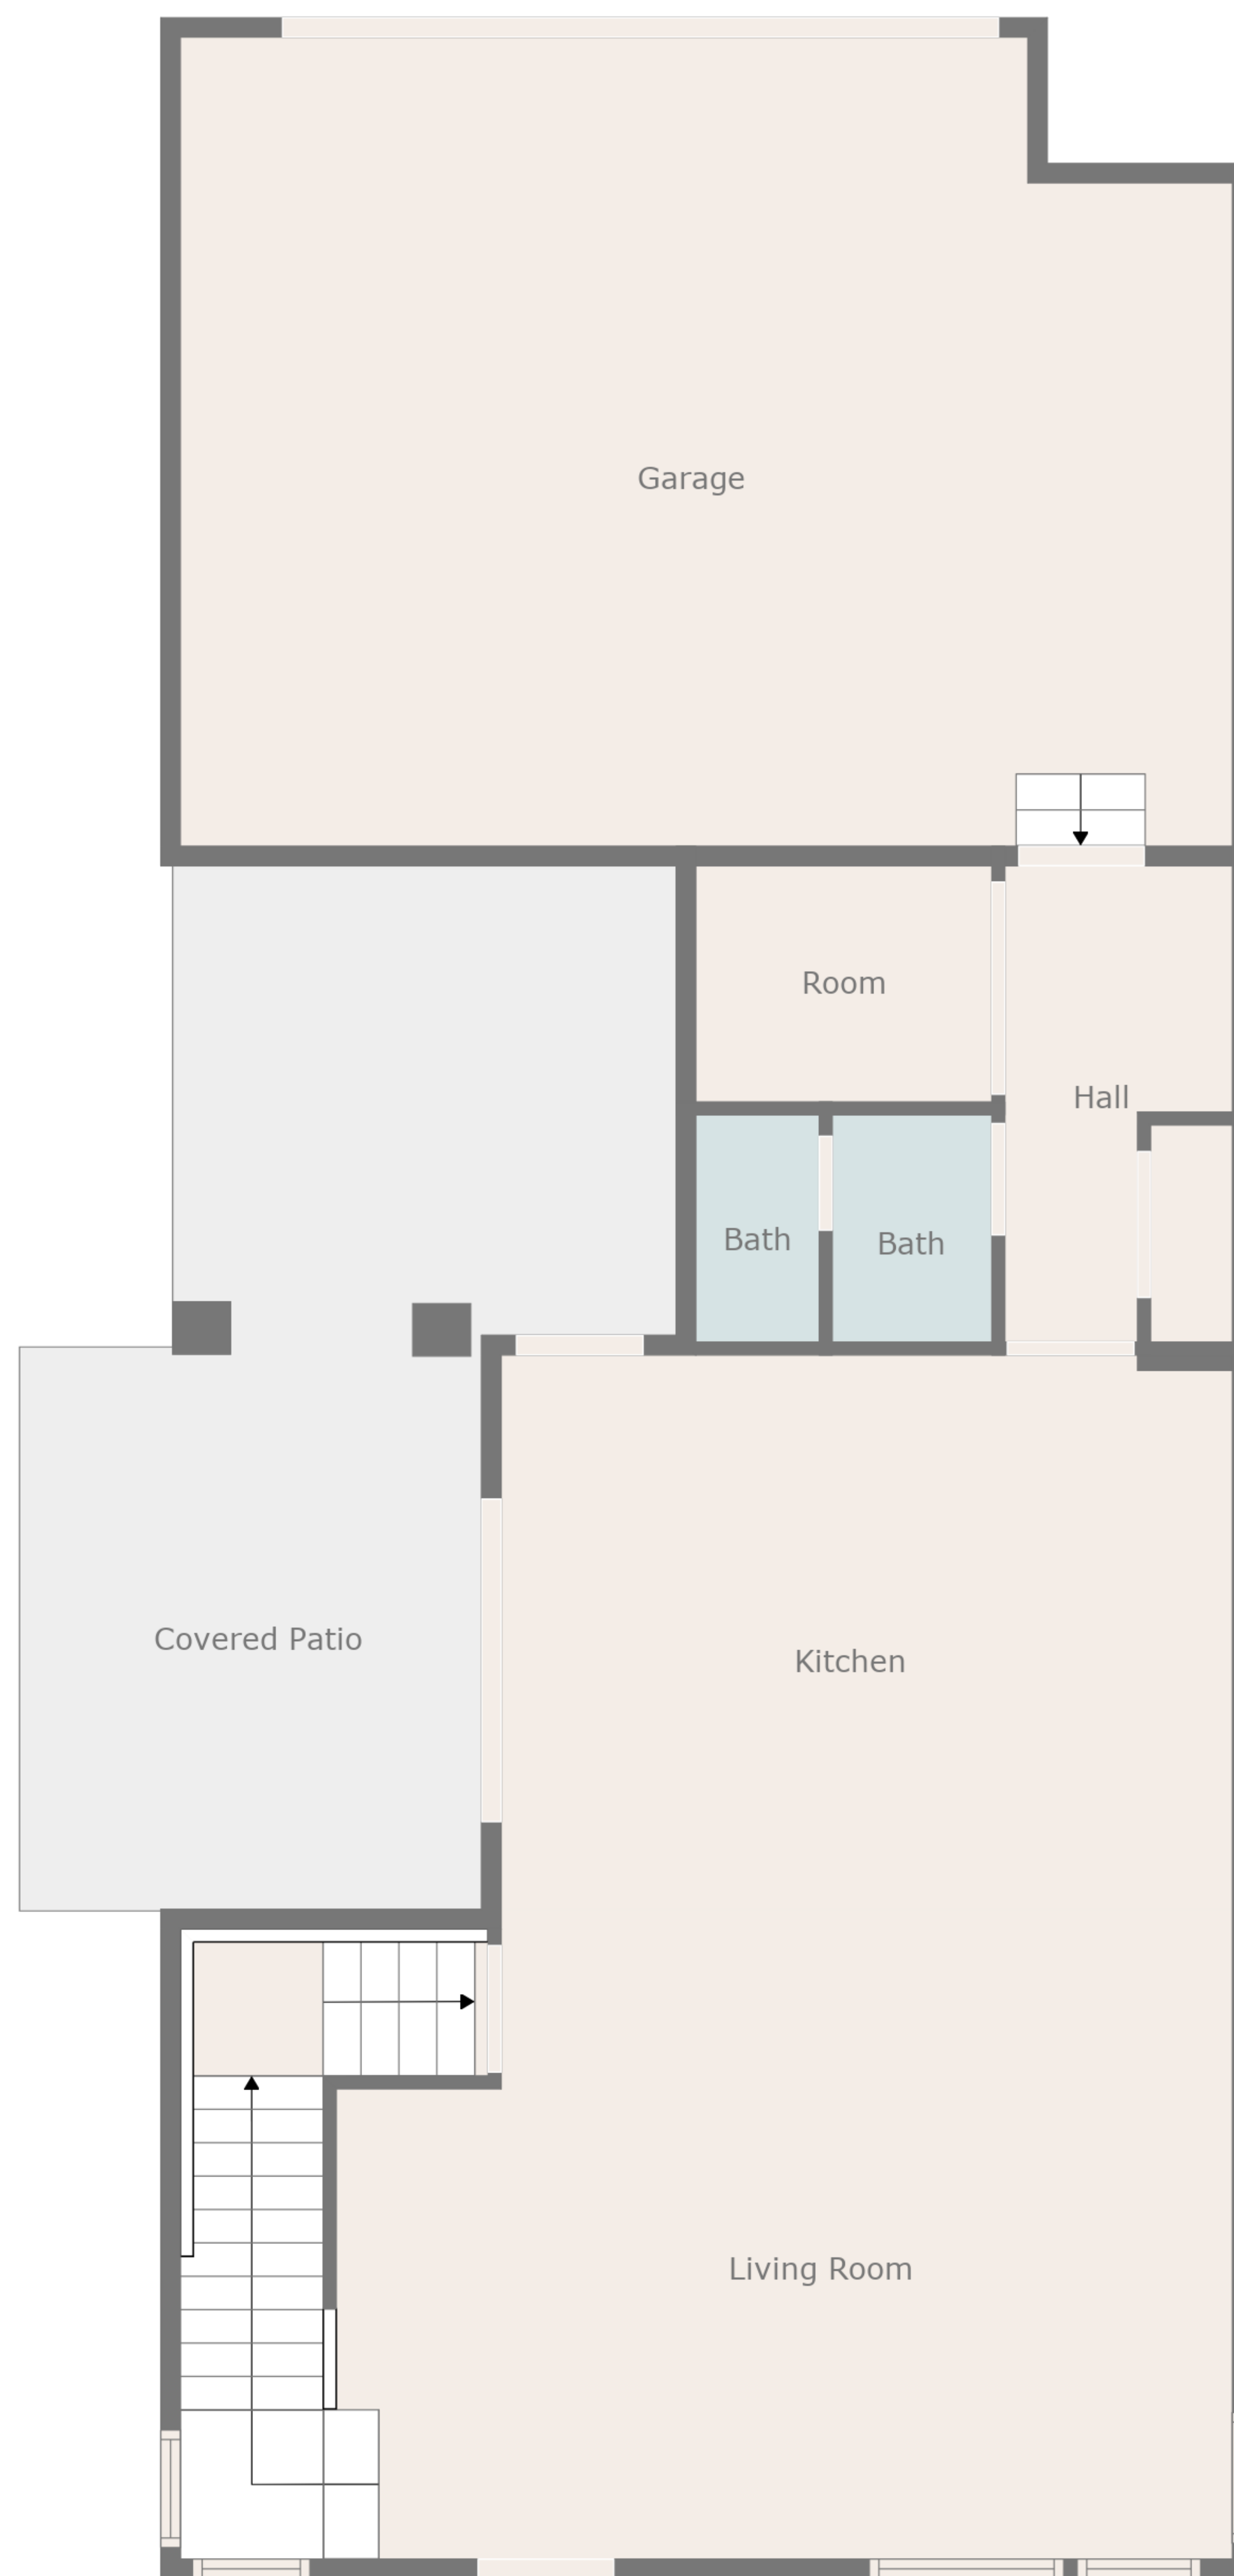 Garage
Room
Hall
Bath
Bath
Covered Patio
Kitchen
Living Room